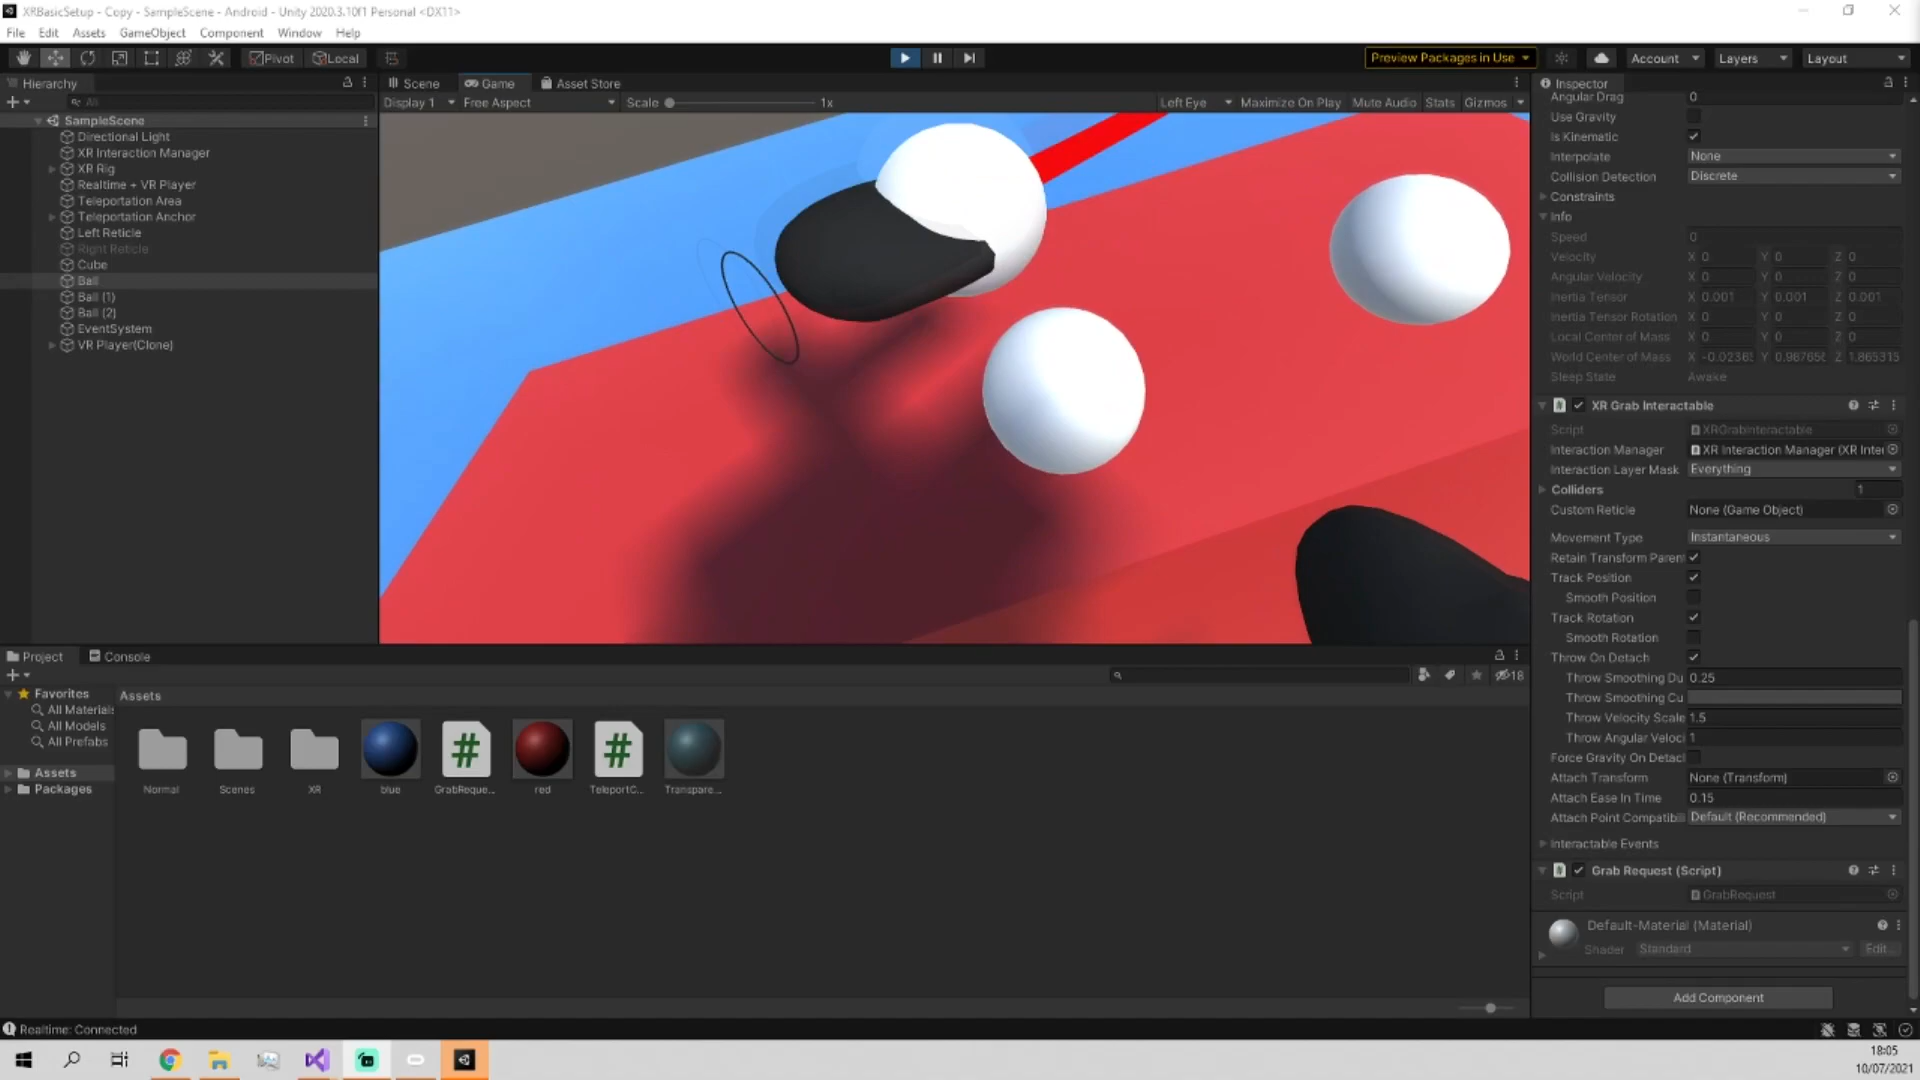 XRBasicSetup - Copy - SampleScene - Android - Unity 2020.3.10f1 Personal <DX11>
File Edit Assets GameObject Component Window Help
Pivot Local Preview Packages in Use Account Layers Layout
Hierarchy
All
SampleScene
Directional Light
XR Interaction Manager
XR Rig
Realtime + VR Player
Teleportation Area
Teleportation Anchor
Left Reticle
Right Reticle
Cube
Ball
Ball (1)
Ball (2)
EventSystem
VR Player(Clone)
Scene Game Asset Store
Display 1 Free Aspect Scale 1x Left Eye Maximize On Play Mute Audio Stats Gizmos
Inspector
Angular Drag 0
Use Gravity
Is Kinematic
Interpolate None
Collision Detection Discrete
Constraints
Info
Speed 0
Velocity X 0 Y 0 Z 0
Angular Velocity X 0 Y 0 Z 0
Inertia Tensor X 0.001 Y 0.001 Z 0.001
Inertia Tensor Rotation X 0 Y 0 Z 0
Local Center of Mass X 0 Y 0 Z 0
World Center of Mass X Y Z 1.865315
Sleep State Awake
XR Grab Interactable
Script XRGrabInteractable
Interaction Manager XR Interaction Manager (XR Inter
Interaction Layer Mask Everything
Colliders 1
Custom Reticle None (Game Object)
Movement Type Instantaneous
Retain Transform Paren
Track Position
Smooth Position
Track Rotation
Smooth Rotation
Throw On Detach
Throw Smoothing Du 0.25
Throw Smoothing Cu
Throw Velocity Scale 1.5
Throw Angular Veloci 1
Force Gravity On Detach
Attach Transform None (Transform)
Attach Ease In Time 0.15
Attach Point Compatib Default (Recommended)
Interactable Events
Grab Request (Script)
Script GrabRequest
Default-Material (Material)
Shader Standard Edit...
Add Component
Project Console
18
Favorites
All Materials
All Models
All Prefabs
Assets
Packages
Assets
Normal Scenes XR blue GrabReque... red TeleportC... Transpare...
Realtime: Connected
18:05
10/07/2021